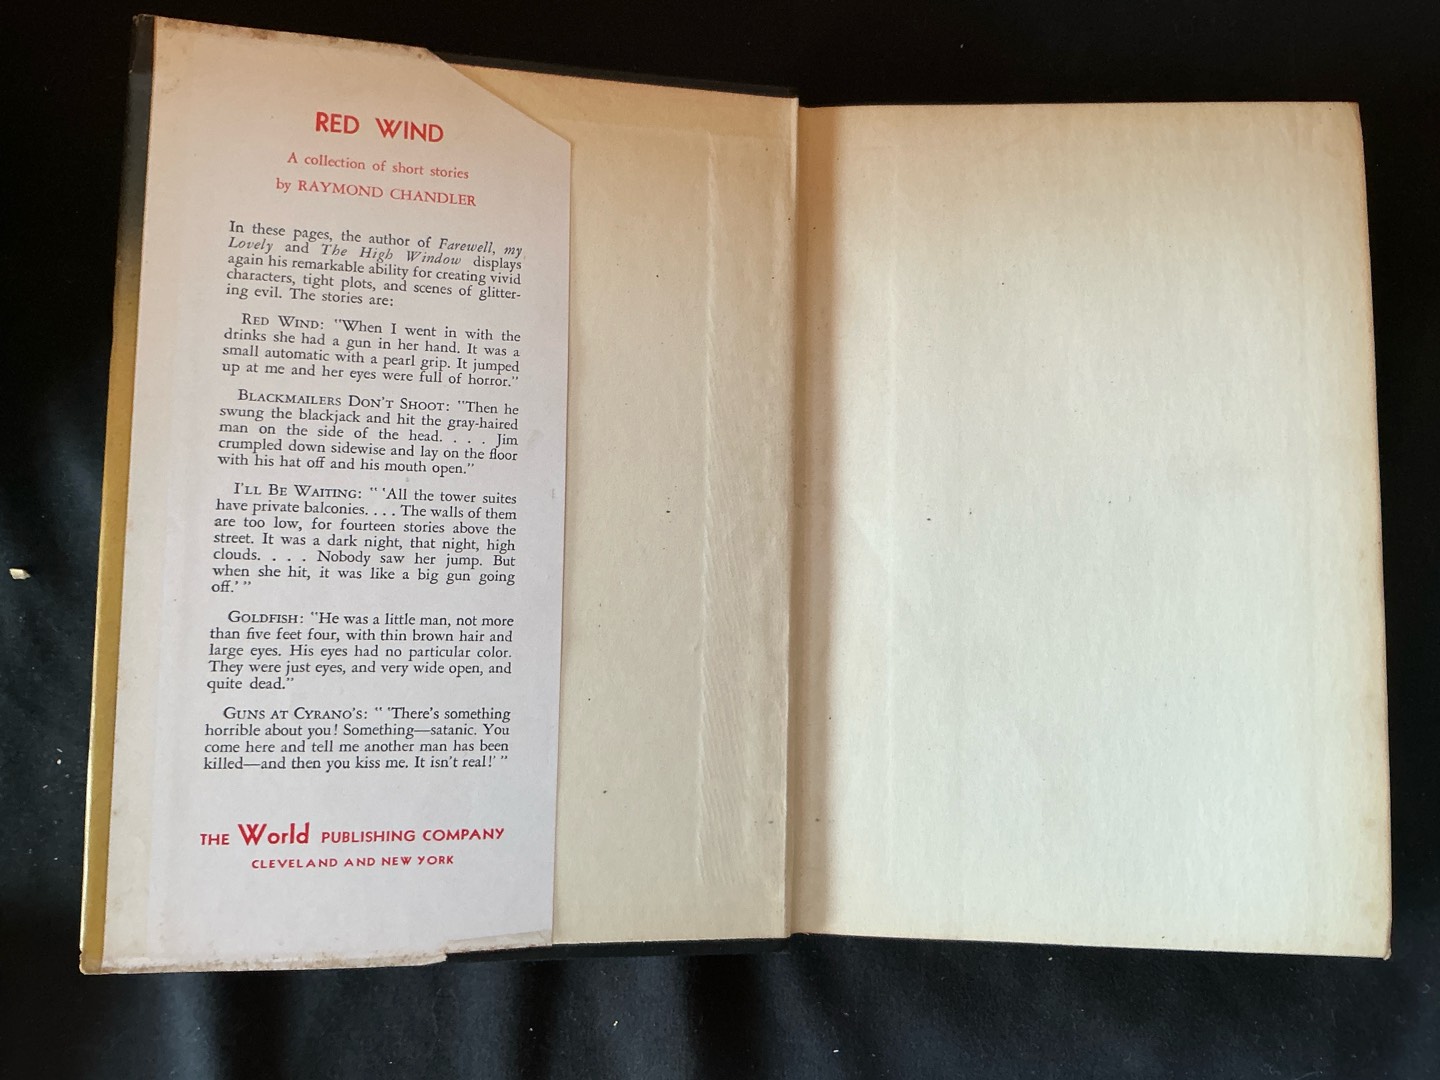 RED WIND
A collection of short stories
by RAYMOND CHANDLER
In these pages, the author of Farewell, my
Lovely and The High Window displays
again his remarkable ability for creating vivid
characters, tight plots, and scenes of glitter-
ing evil. The stories are:
RED WIND: "When I went in with the
drinks she had a gun in her hand. It was a
small automatic with a pearl grip. It jumped
up at me and her eyes were full of horror."
BLACKMAILERS DON'T SHOOT: "Then he
swung the blackjack and hit the gray-haired
man on the side of the head. . . . Jim
crumpled down sidewise and lay on the floor
with his hat off and his mouth open."
I'LL BE WAITING: " 'All the tower suites
have private balconies. . . . The walls of them
are too low, for fourteen stories above the
street. It was a dark night, that night, high
clouds. . . . Nobody saw her jump. But
when she hit, it was like a big gun going
off.' "
GOLDFISH: "He was a little man, not more
than five feet four, with thin brown hair and
large eyes. His eyes had no particular color.
They were just eyes, and very wide open, and
quite dead."
GUNS AT CYRANO'S: " 'There's something
horrible about you! Something—satanic. You
come here and tell me another man has been
killed—and then you kiss me. It isn't real!' "
THE World PUBLISHING COMPANY
CLEVELAND AND NEW YORK